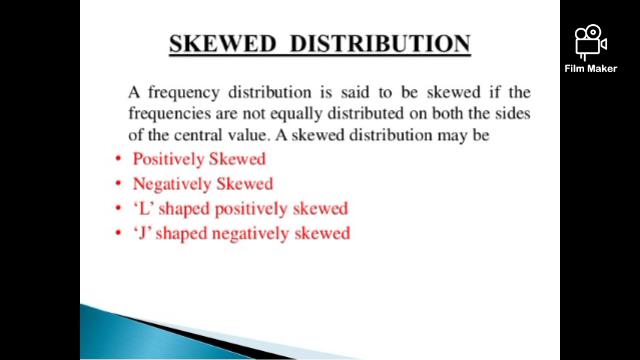 SKEWED DISTRIBUTION
Film Maker
A frequency distribution is said to be skewed if the
frequencies are not equally distributed on both the sides
of the central value. A skewed distribution may be
• Positively Skewed
• Negatively Skewed
• ‘L’ shaped positively skewed
• ‘J’ shaped negatively skewed